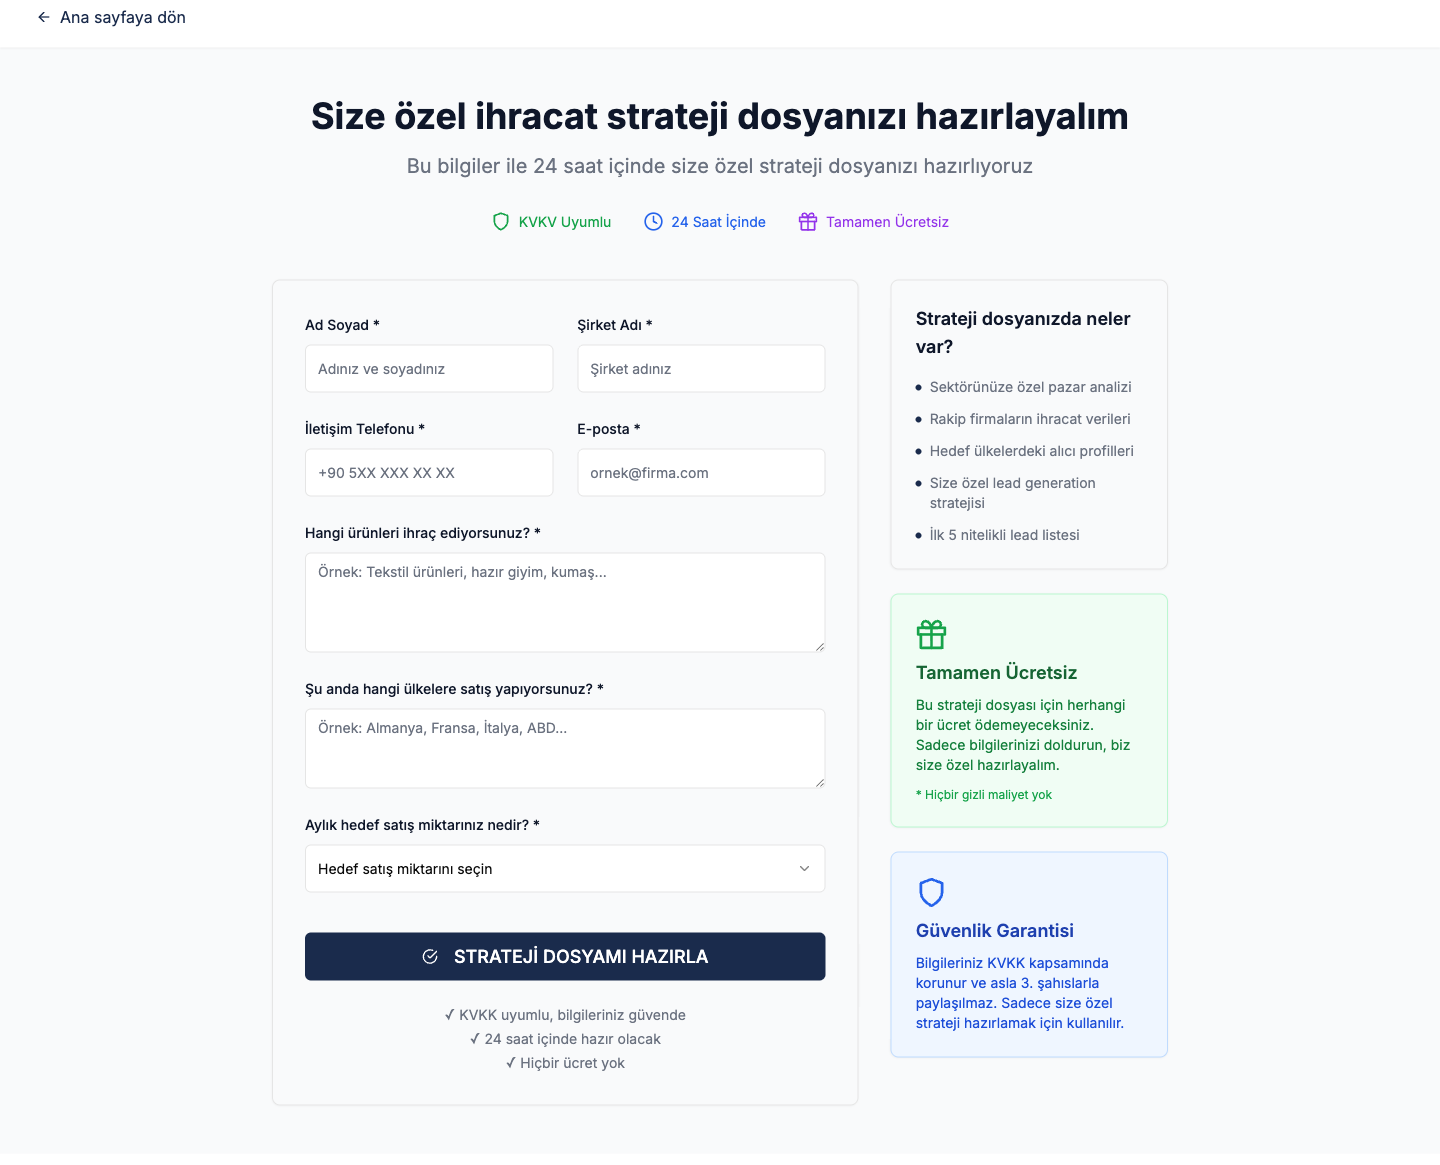 Ana sayfaya dön
Size özel ihracat strateji dosyanızı hazırlayalım
Bu bilgiler ile 24 saat içinde size özel strateji dosyanızı hazırlıyoruz
KVKV Uyumlu
24 Saat İçinde
Tamamen Ücretsiz
Ad Soyad *
Şirket Adı *
Adınız ve soyadınız
Şirket adınız
İletişim Telefonu *
E-posta *
+90 5XX XXX XX XX
ornek@firma.com
Hangi ürünleri ihraç ediyorsunuz? *
Örnek: Tekstil ürünleri, hazır giyim, kumaş...
Şu anda hangi ülkelere satış yapıyorsunuz? *
Örnek: Almanya, Fransa, İtalya, ABD...
Aylık hedef satış miktarınız nedir? *
Hedef satış miktarını seçin
STRATEJİ DOSYAMI HAZIRLA
✓ KVKK uyumlu, bilgileriniz güvende
✓ 24 saat içinde hazır olacak
✓ Hiçbir ücret yok
Strateji dosyanızda neler
var?
• Sektörünüze özel pazar analizi
• Rakip firmaların ihracat verileri
• Hedef ülkelerdeki alıcı profilleri
• Size özel lead generation
stratejisi
• İlk 5 nitelikli lead listesi
Tamamen Ücretsiz
Bu strateji dosyası için herhangi
bir ücret ödemeyeceksiniz.
Sadece bilgilerinizi doldurun, biz
size özel hazırlayalım.
* Hiçbir gizli maliyet yok
Güvenlik Garantisi
Bilgileriniz KVKK kapsamında
korunur ve asla 3. şahıslarla
paylaşılmaz. Sadece size özel
strateji hazırlamak için kullanılır.